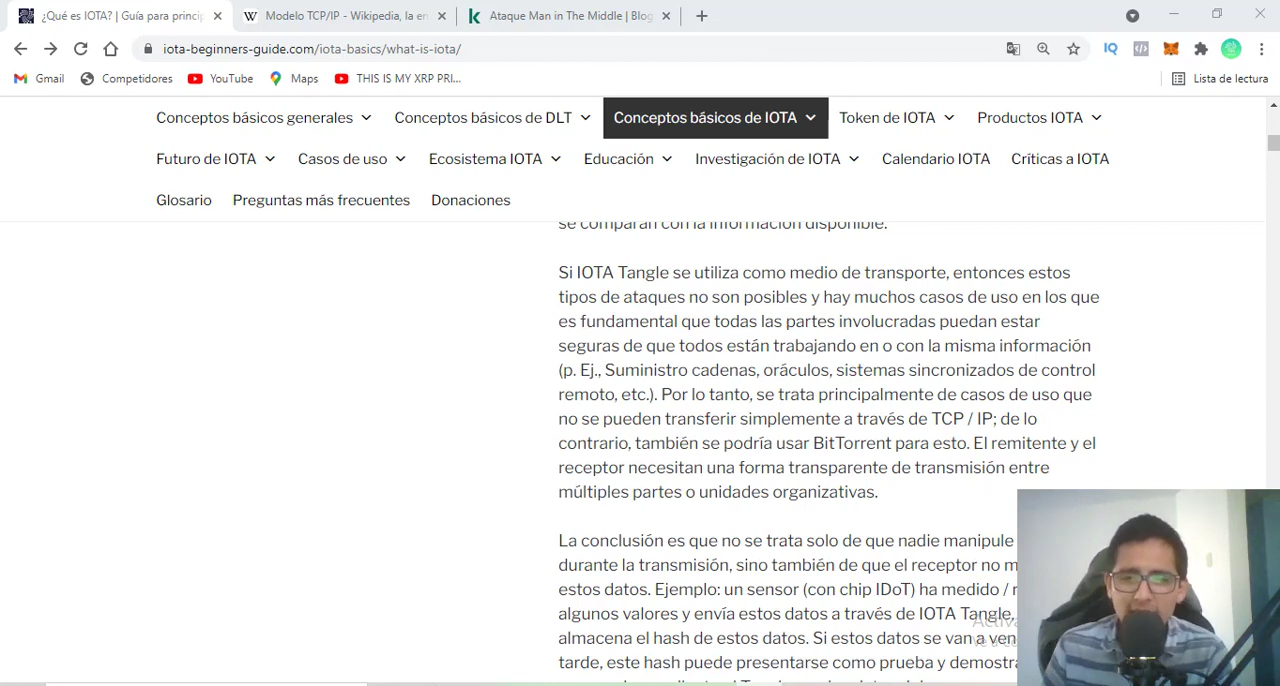 ¿Qué es IOTA? | Guía para princip
Modelo TCP/IP - Wikipedia, la en
Ataque Man in The Middle | Blog
iota-beginners-guide.com/iota-basics/what-is-iota/
IQ
Gmail
Competidores
YouTube
Maps
THIS IS MY XRP PRI...
Lista de lectura
Conceptos básicos generales
Conceptos básicos de DLT
Conceptos básicos de IOTA
Token de IOTA
Productos IOTA
Futuro de IOTA
Casos de uso
Ecosistema IOTA
Educación
Investigación de IOTA
Calendario IOTA
Críticas a IOTA
Glosario
Preguntas más frecuentes
Donaciones
se comparan con la información disponible.
Si IOTA Tangle se utiliza como medio de transporte, entonces estos
tipos de ataques no son posibles y hay muchos casos de uso en los que
es fundamental que todas las partes involucradas puedan estar
seguras de que todos están trabajando en o con la misma información
(p. Ej., Suministro cadenas, oráculos, sistemas sincronizados de control
remoto, etc.). Por lo tanto, se trata principalmente de casos de uso que
no se pueden transferir simplemente a través de TCP / IP; de lo
contrario, también se podría usar BitTorrent para esto. El remitente y el
receptor necesitan una forma transparente de transmisión entre
múltiples partes o unidades organizativas.
La conclusión es que no se trata solo de que nadie manipule
durante la transmisión, sino también de que el receptor no m
estos datos. Ejemplo: un sensor (con chip IDoT) ha medido / r
algunos valores y envía estos datos a través de IOTA Tangle,
almacena el hash de estos datos. Si estos datos se van a ven
tarde, este hash puede presentarse como prueba y demostra